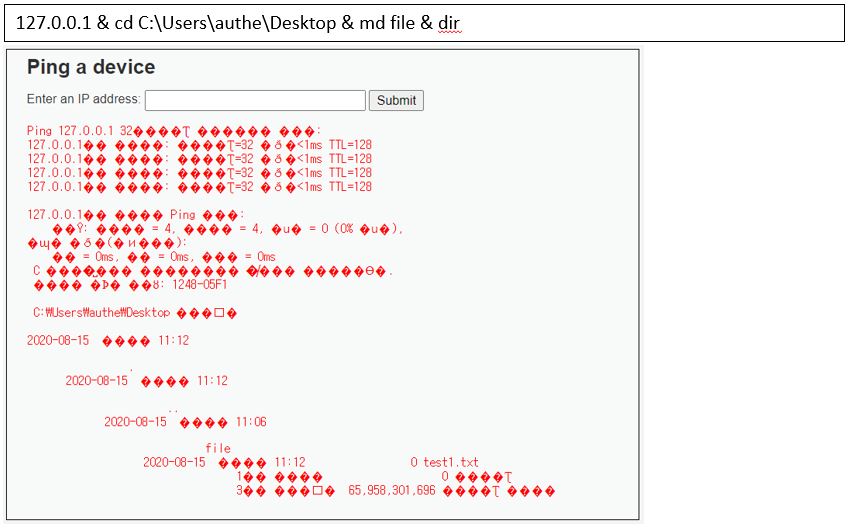 127.0.0.1 & cd C:\Users\authe\Desktop & md file & dir
Ping a device
Enter an IP address:
Submit
Ping 127.0.0.1 32����Ʈ ������ ���:
127.0.0.1�� ����: ����Ʈ=32 �ð�<1ms TTL=128
127.0.0.1�� ����: ����Ʈ=32 �ð�<1ms TTL=128
127.0.0.1�� ����: ����Ʈ=32 �ð�<1ms TTL=128
127.0.0.1�� ����: ����Ʈ=32 �ð�<1ms TTL=128
127.0.0.1�� ���� Ping ���:
��Ŷ: ���� = 4, ���� = 4, �ս� = 0 (0% �ս�),
�պ� �ð�(�и���):
�� = 0ms, �� = 0ms, ��� = 0ms
C
���� �Ϸ� ��ȣ: 1248-05F1
C:₩Users₩authe₩Desktop ���͸�
2020-08-15 ���� 11:12
.
2020-08-15 ���� 11:12
..
2020-08-15 ���� 11:06
file
2020-08-15 ���� 11:12 0 test1.txt
1�� ���� 0 ����Ʈ
3�� ���͸� 65,958,301,696 ����Ʈ ����